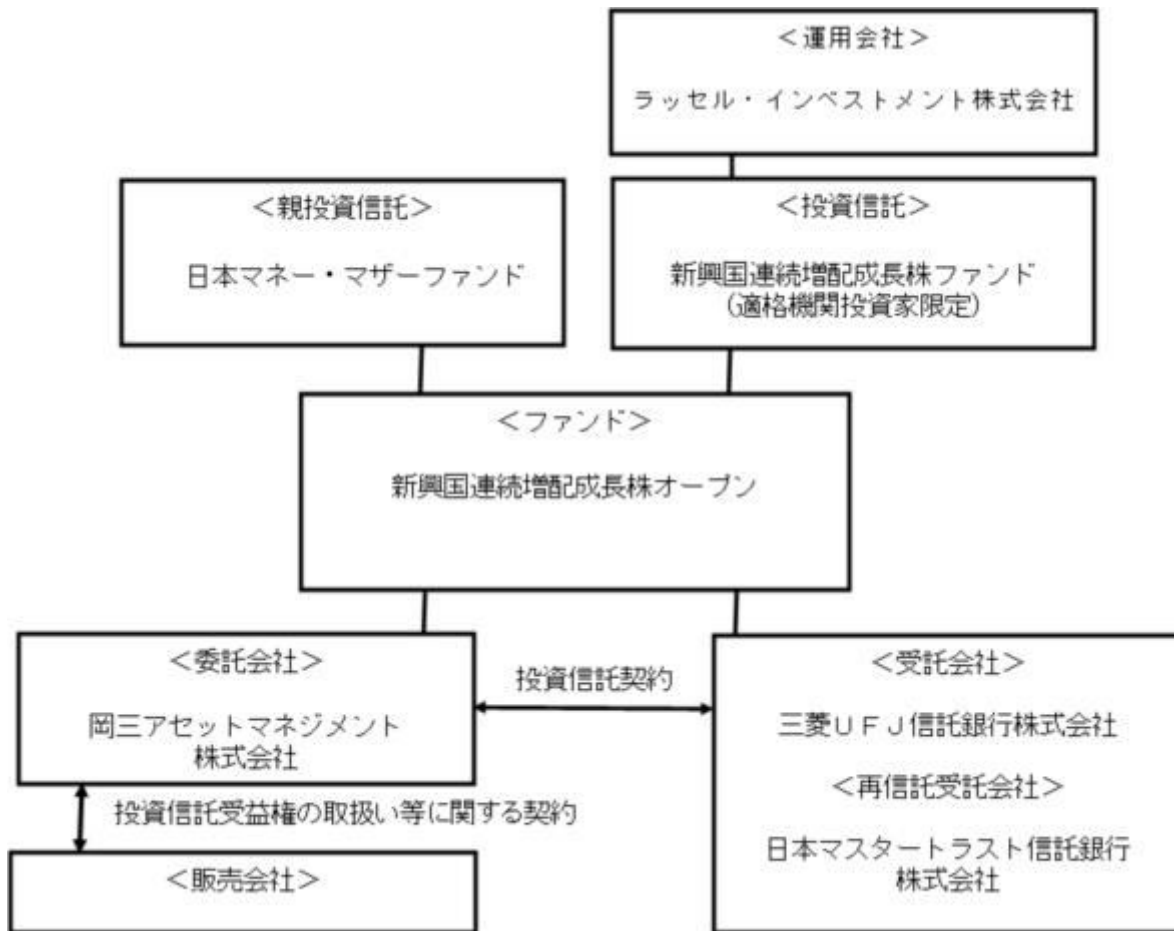 ＜運用会社＞
ラッセル・インベストメント株式会社
＜親投資信託＞
日本マネー・マザーファンド
＜投資信託＞
新興国連続増配成長株ファンド
(適格機関投資家限定)
＜ファンド＞
新興国連続増配成長株オープン
＜委託会社＞
岡三アセットマネジメント
株式会社
投資信託契約
＜受託会社＞
三菱ＵＦＪ信託銀行株式会社
＜再信託受託会社＞
日本マスタートラスト信託銀行
株式会社
投資信託受益権の取扱い等に関する契約
＜販売会社＞